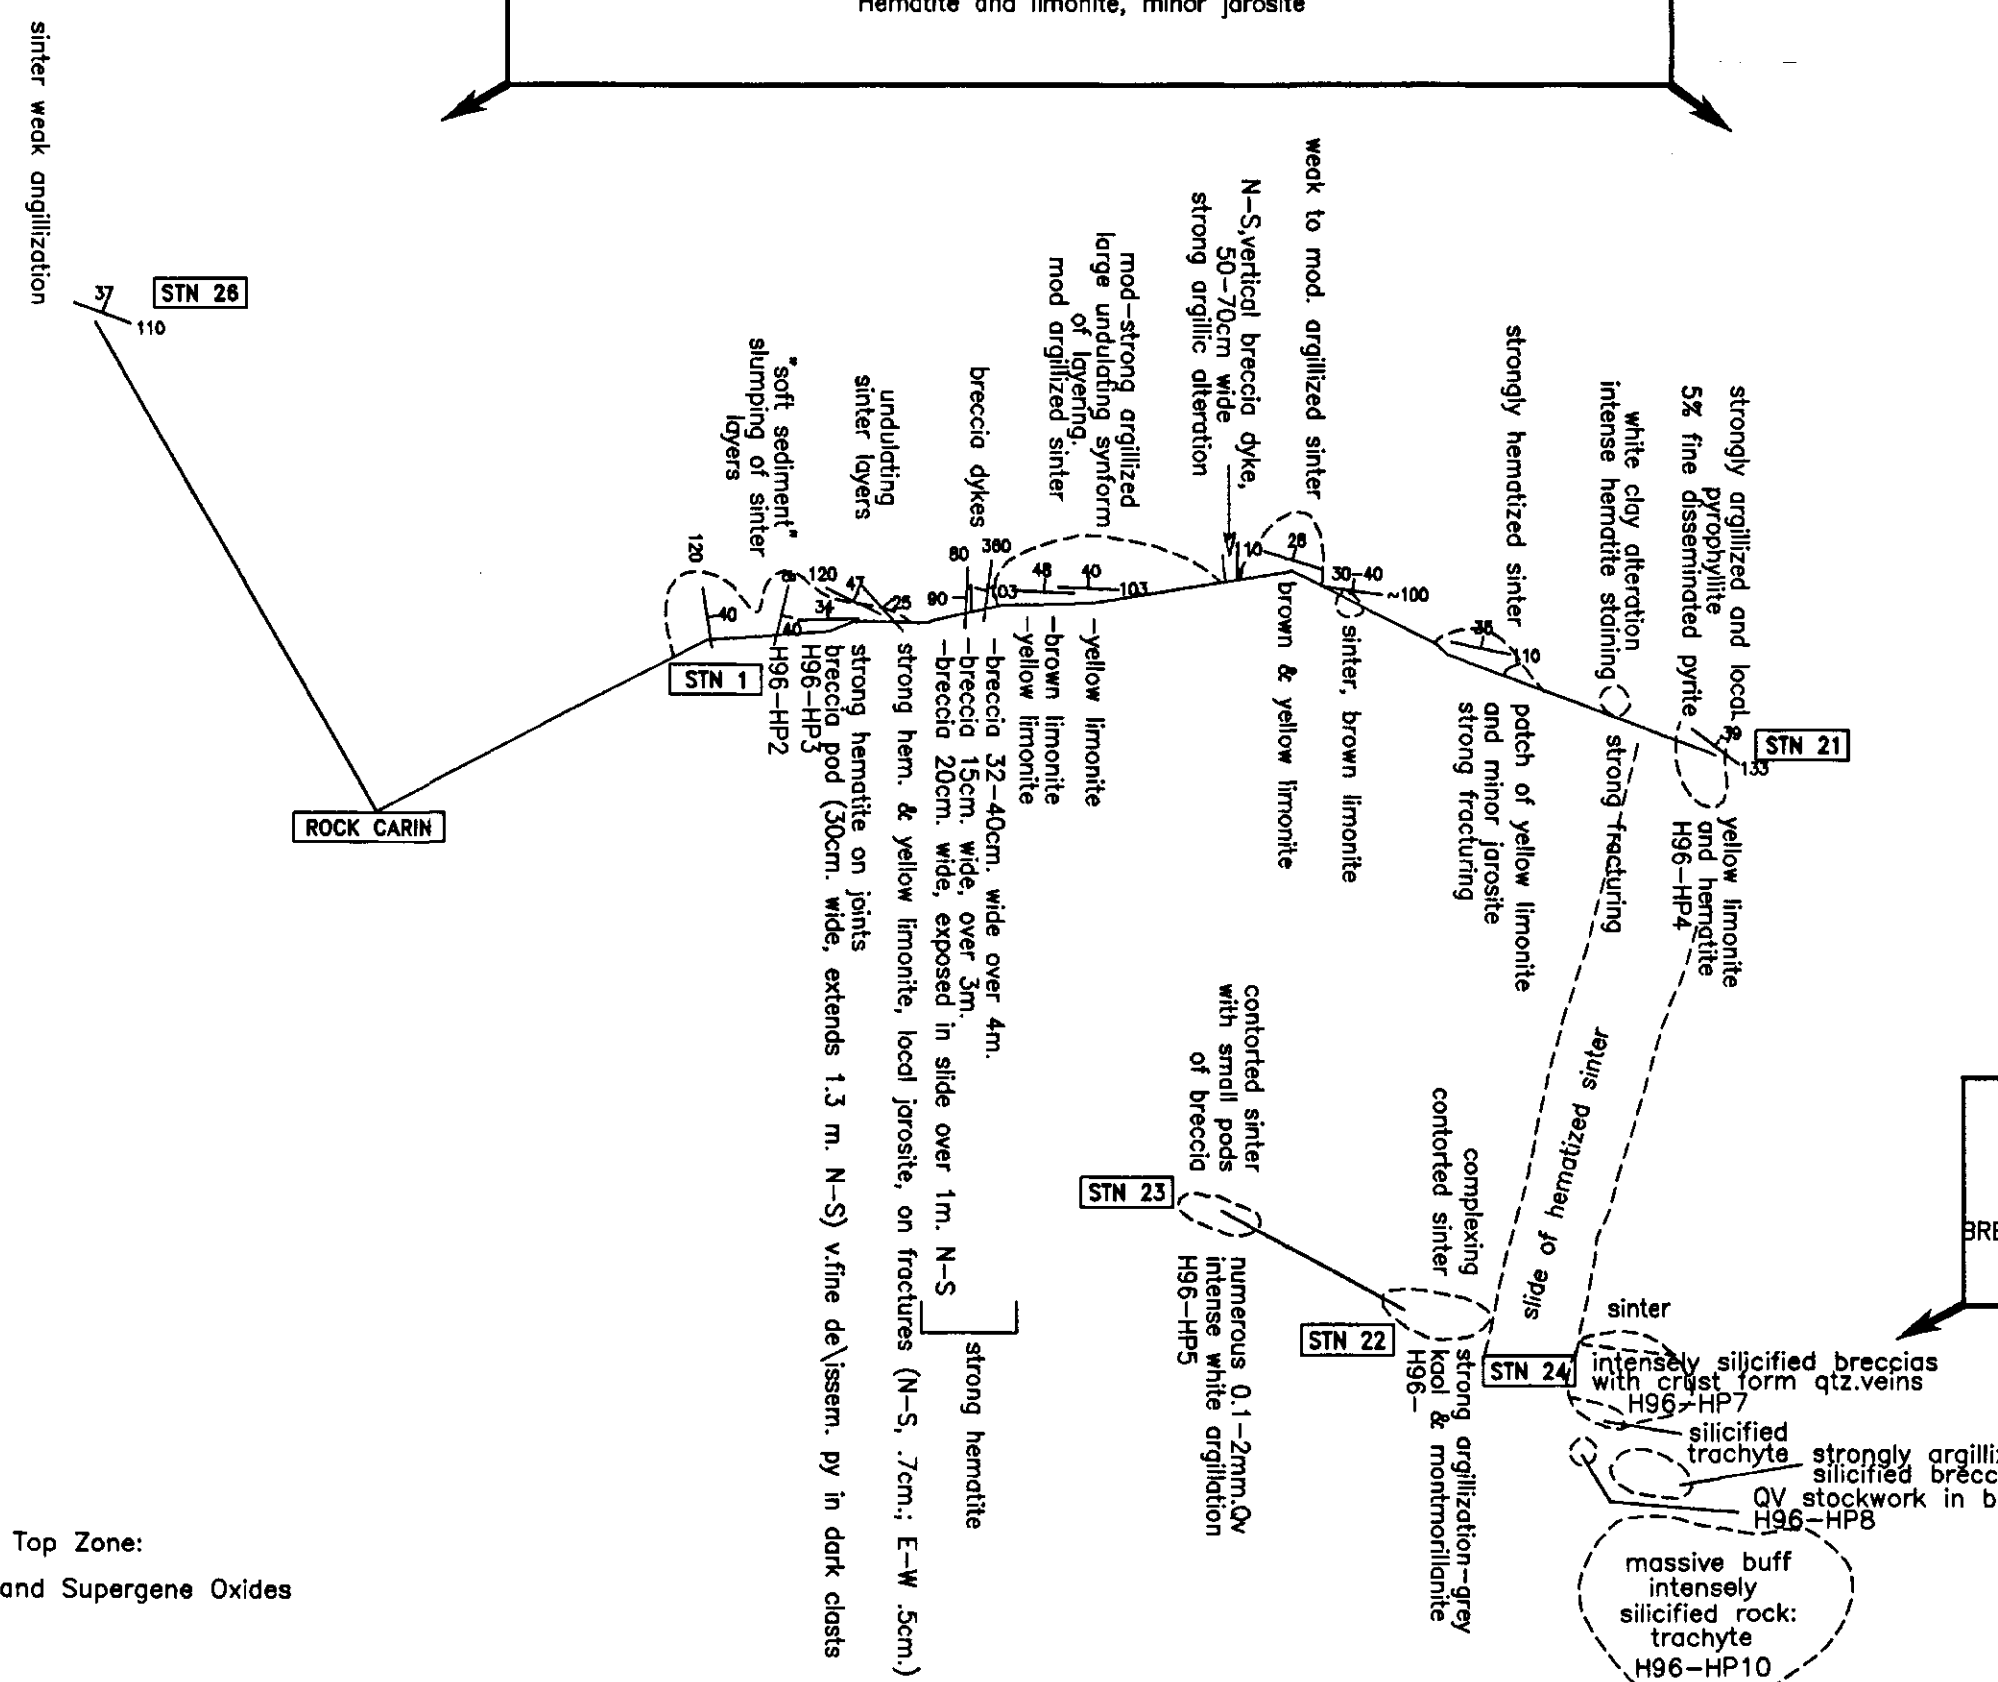 Hematite and limonite, minor jarosite
sinter weak angillization
37
110
STN 26
ROCK CARIN
STN 1
120
40
"soft sediment"
slumping of sinter
layers
120
34
40
47
25
undulating
sinter layers
breccia dykes
80
360
90
103
48
40
103
mod-strong argillized
large undulating synform
of layering.
mod argillized sinter
N-S,vertical breccia dyke,
50-70cm wide
strong argillic alteration
weak to mod. argillized sinter
110
28
30-40
~100
strongly hematized sinter
35
110
white clay alteration
intense hematite staining
strongly argillized and local
pyrophyllite
5% fine disseminated pyrite
39
133
STN 21
H96-HP2
H96-HP3
breccia pod (30cm. wide, extends 1.3 m. N-S) v.fine de\issem. py in dark clasts
strong hematite on joints
strong hem. & yellow limonite, local jarosite, on fractures (N-S, .7cm.; E-W .5cm.)
-breccia 20cm. wide, exposed in slide over 1m. N-S
-breccia 15cm. wide, over 3m.
-breccia 32-40cm. wide over 4m.
strong hematite
-yellow limonite
-brown limonite
-yellow limonite
brown & yellow limonite
sinter, brown limonite
patch of yellow limonite
and minor jarosite
strong fracturing
strong fracturing
yellow limonite
and hematite
H96-HP4
slide of hematized sinter
contorted sinter
with small pods
of breccia
STN 23
numerous 0.1-2mm.Qv
intense white argillation
H96-HP5
complexing
contorted sinter
STN 22
strong argillization-grey
kaol & montmorillanite
H96-
STN 24
sinter
intensely silicified breccias
with crust form qtz.veins
H96-HP7
silicified
trachyte
strongly argilli
silicified brecc
QV stockwork in b
H96-HP8
massive buff
intensely
silicified rock:
trachyte
H96-HP10
BRE
Top Zone:
and Supergene Oxides